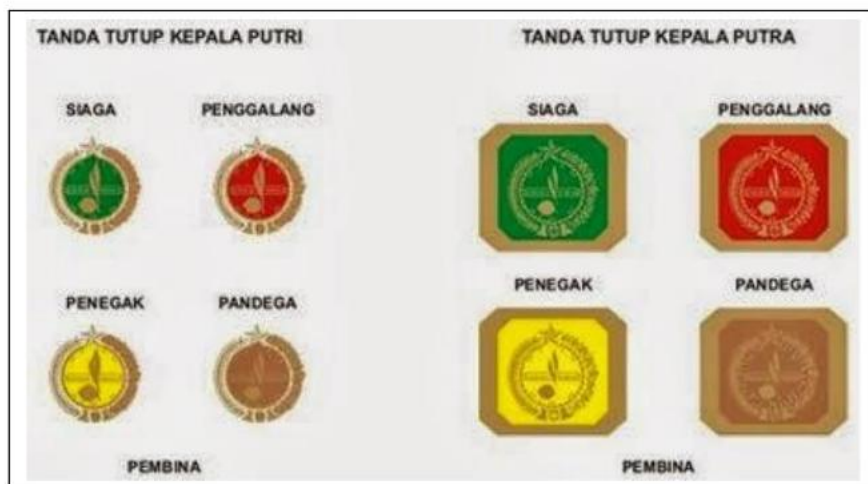 TANDA TUTUP KEPALA PUTRI
SIAGA
PENGGALANG
PENEGAK
PANDEGA
PEMBINA
TANDA TUTUP KEPALA PUTRA
SIAGA
PENGGALANG
PENEGAK
PANDEGA
PEMBINA